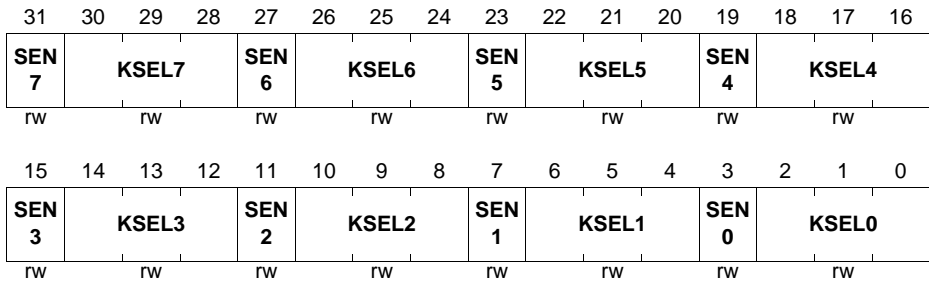 31 30 29 28 27 26 25 24 23 22 21 20 19 18 17 16
SEN 7 KSEL7 SEN 6 KSEL6 SEN 5 KSEL5 SEN 4 KSEL4
rw rw rw rw rw rw rw rw
15 14 13 12 11 10 9 8 7 6 5 4 3 2 1 0
SEN 3 KSEL3 SEN 2 KSEL2 SEN 1 KSEL1 SEN 0 KSEL0
rw rw rw rw rw rw rw rw